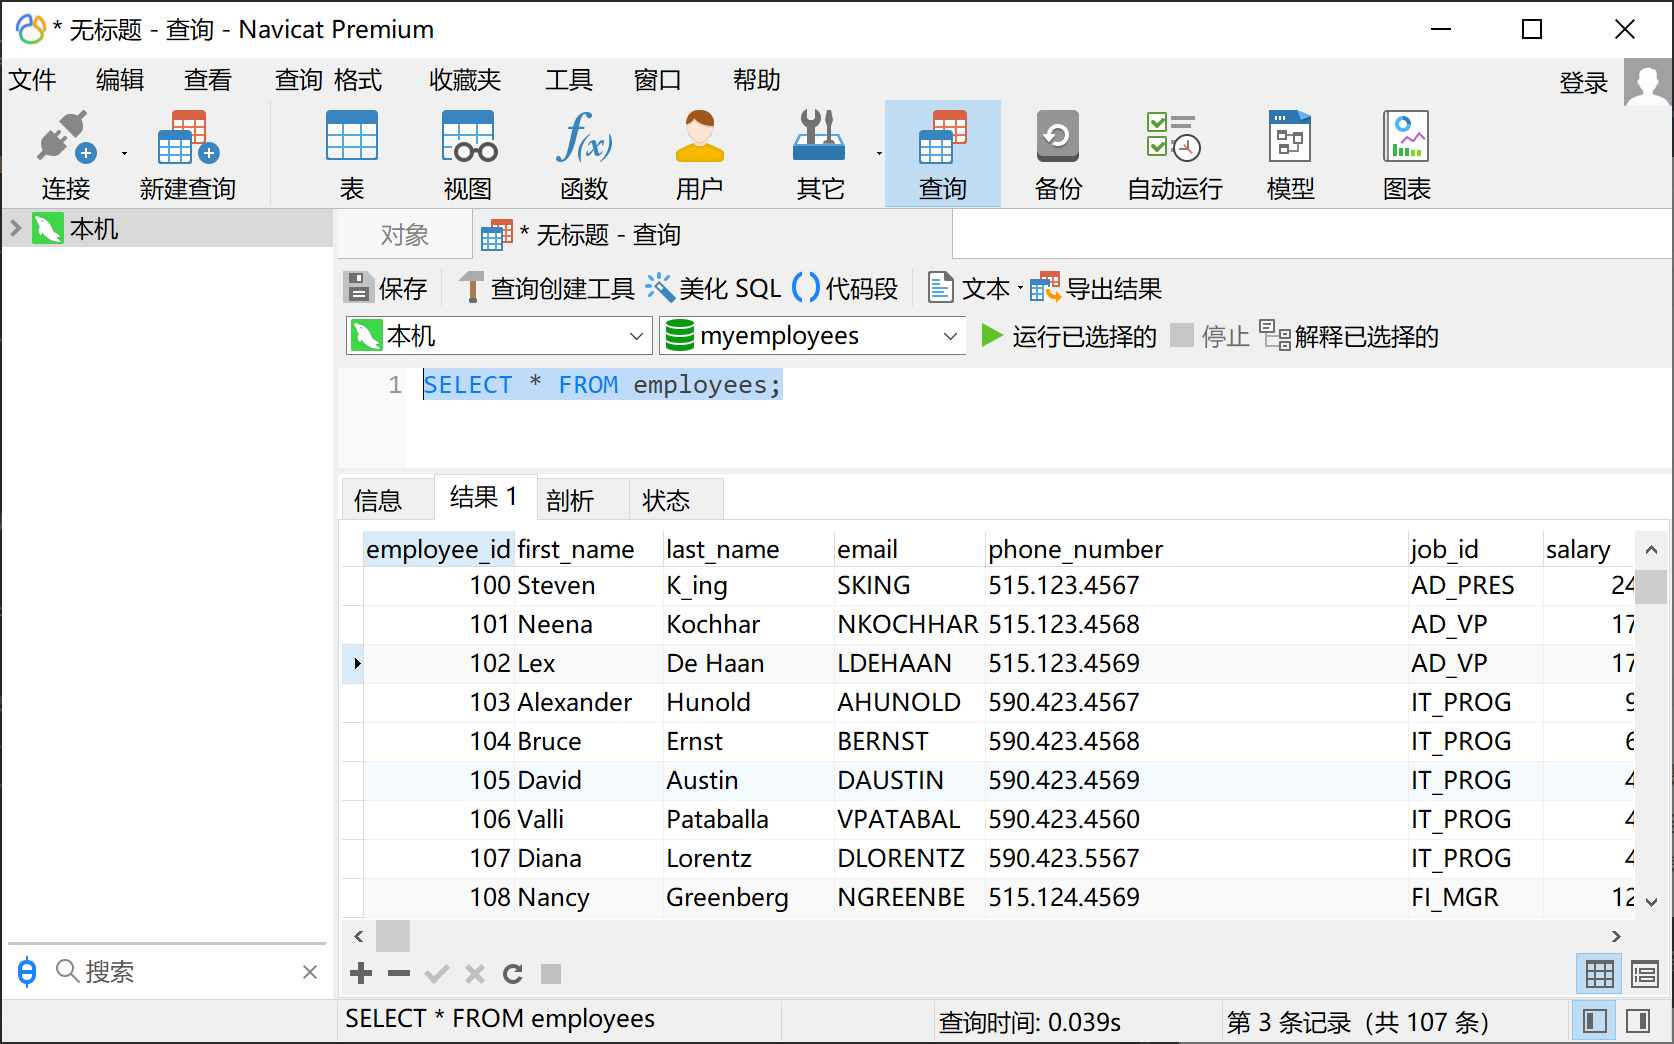 * 无标题 - 查询 - Navicat Premium
文件 编辑 查看 查询 格式 收藏夹 工具 窗口 帮助 登录
连接 新建查询 表 视图 函数 用户 其它 查询 备份 自动运行 模型 图表
本机
对象 * 无标题 - 查询
保存 查询创建工具 美化 SQL 代码段 文本 导出结果
本机 myemployees 运行已选择的 停止 解释已选择的
1 SELECT * FROM employees;
信息 结果 1 剖析 状态
employee_id first_name last_name email phone_number job_id salary
100 Steven K_ing SKING 515.123.4567 AD_PRES 24
101 Neena Kochhar NKOCHHAR 515.123.4568 AD_VP 17
102 Lex De Haan LDEHAAN 515.123.4569 AD_VP 17
103 Alexander Hunold AHUNOLD 590.423.4567 IT_PROG 9
104 Bruce Ernst BERNST 590.423.4568 IT_PROG 6
105 David Austin DAUSTIN 590.423.4569 IT_PROG 4
106 Valli Pataballa VPATABAL 590.423.4560 IT_PROG 4
107 Diana Lorentz DLORENTZ 590.423.5567 IT_PROG 4
108 Nancy Greenberg NGREENBE 515.124.4569 FI_MGR 12
搜索
SELECT * FROM employees 查询时间: 0.039s 第 3 条记录 (共 107 条)